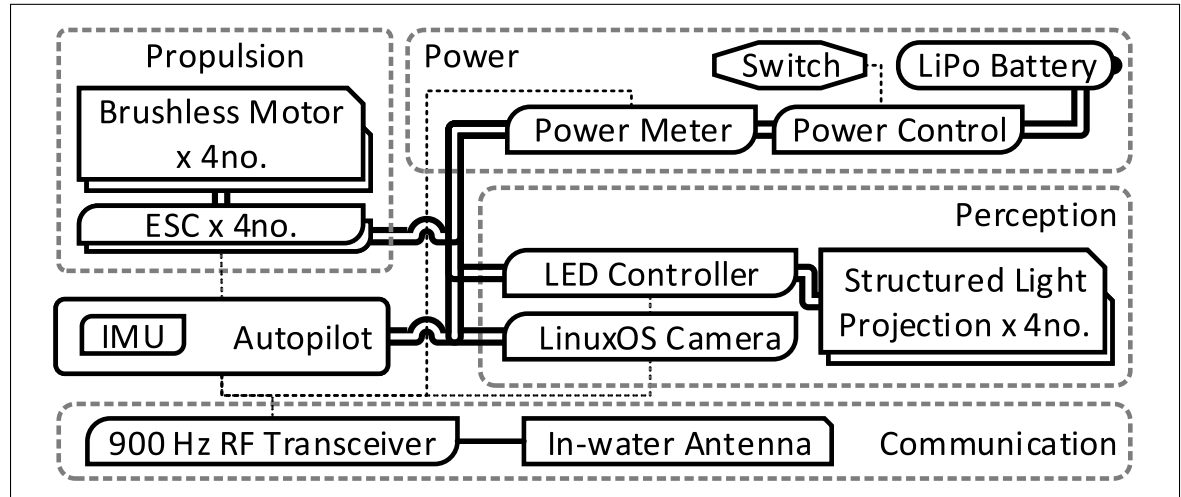 Propulsion
Brushless Motor
x 4no.
ESC x 4no.
Power
Switch
LiPo Battery
Power Meter
Power Control
Perception
LED Controller
Structured Light
Projection x 4no.
LinuxOS Camera
IMU
Autopilot
900 Hz RF Transceiver
In-water Antenna
Communication